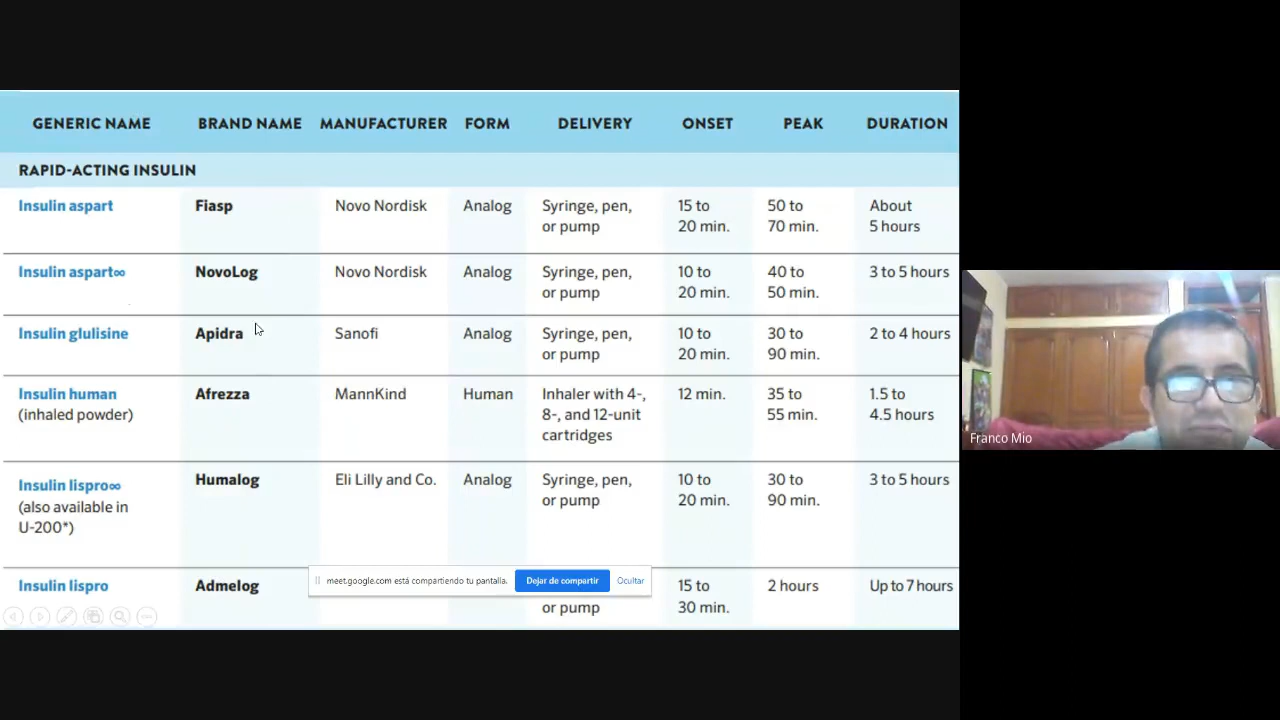 GENERIC NAME BRAND NAME MANUFACTURER FORM DELIVERY ONSET PEAK DURATION
RAPID-ACTING INSULIN
Insulin aspart Fiasp Novo Nordisk Analog Syringe, pen, 15 to 50 to About
or pump 20 min. 70 min. 5 hours
Insulin aspart∞ NovoLog Novo Nordisk Analog Syringe, pen, 10 to 40 to 3 to 5 hours
or pump 20 min. 50 min.
Insulin glulisine Apidra Sanofi Analog Syringe, pen, 10 to 30 to 2 to 4 hours
or pump 20 min. 90 min.
Insulin human Afrezza MannKind Human Inhaler with 4-, 12 min. 35 to 1.5 to
(inhaled powder) 8-, and 12-unit 55 min. 4.5 hours
cartridges
Insulin lispro∞ Humalog Eli Lilly and Co. Analog Syringe, pen, 10 to 30 to 3 to 5 hours
(also available in or pump 20 min. 90 min.
U-200*)
Insulin lispro Admelog 15 to 2 hours Up to 7 hours
or pump 30 min.
meet.google.com está compartiendo tu pantalla. Dejar de compartir Ocultar
Franco Mio